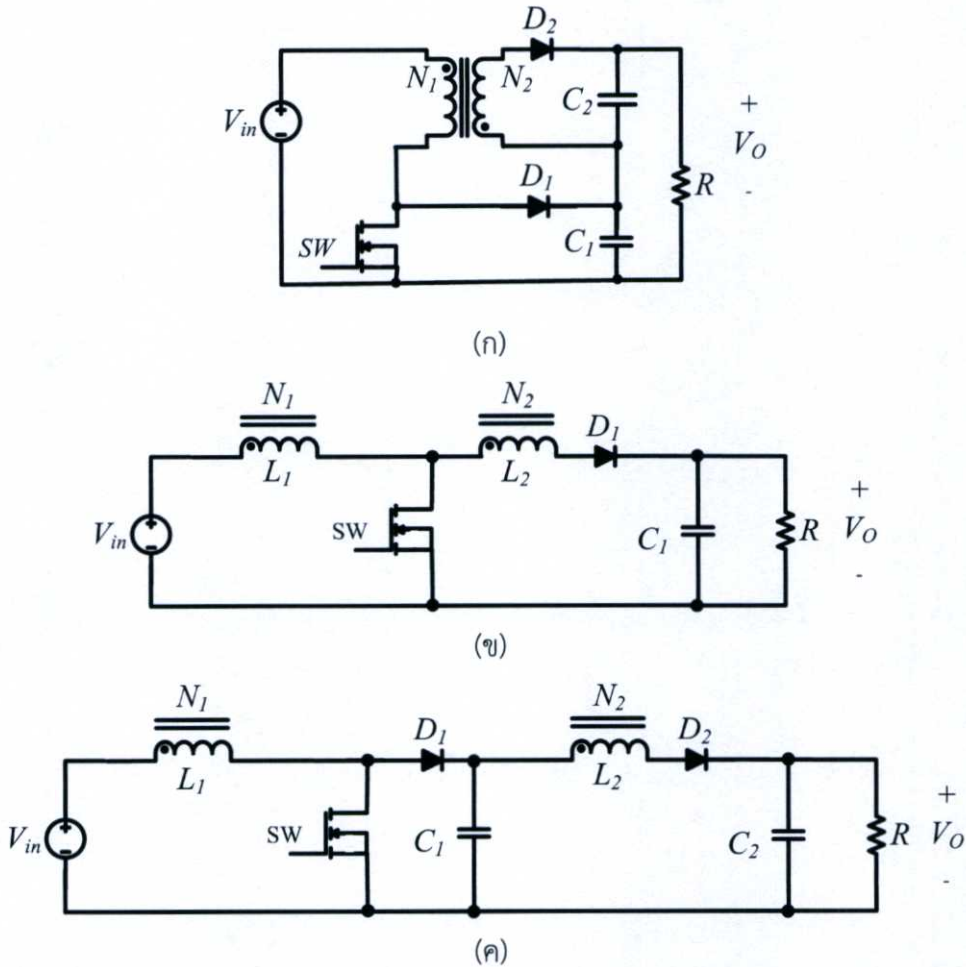 D2
N1
N2
C2
Vin
+
VO
-
D1
R
SW
C1
(ก)
N1
N2
L1
L2
D1
Vin
SW
C1
R
+
VO
-
(ข)
N1
N2
L1
D1
L2
D2
Vin
SW
C1
C2
R
+
VO
-
(ค)